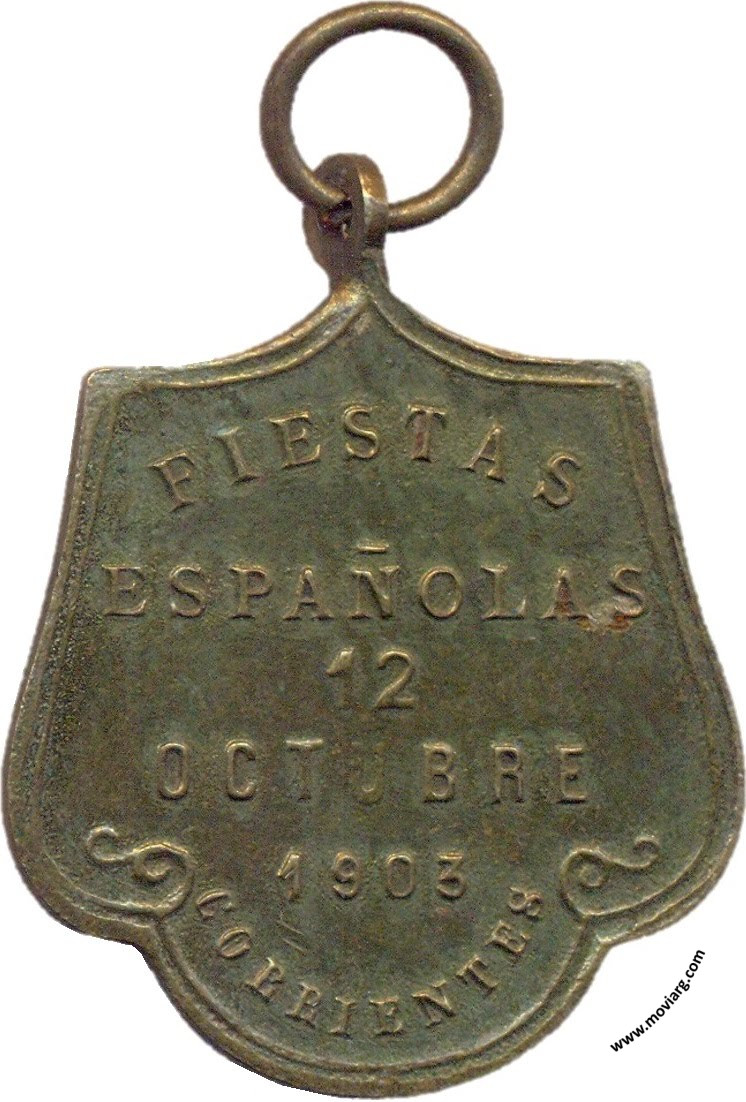 FIESTAS
ESPAÑOLAS
12
OCTUBRE
1903
CORRIENTES
www.moviarg.com